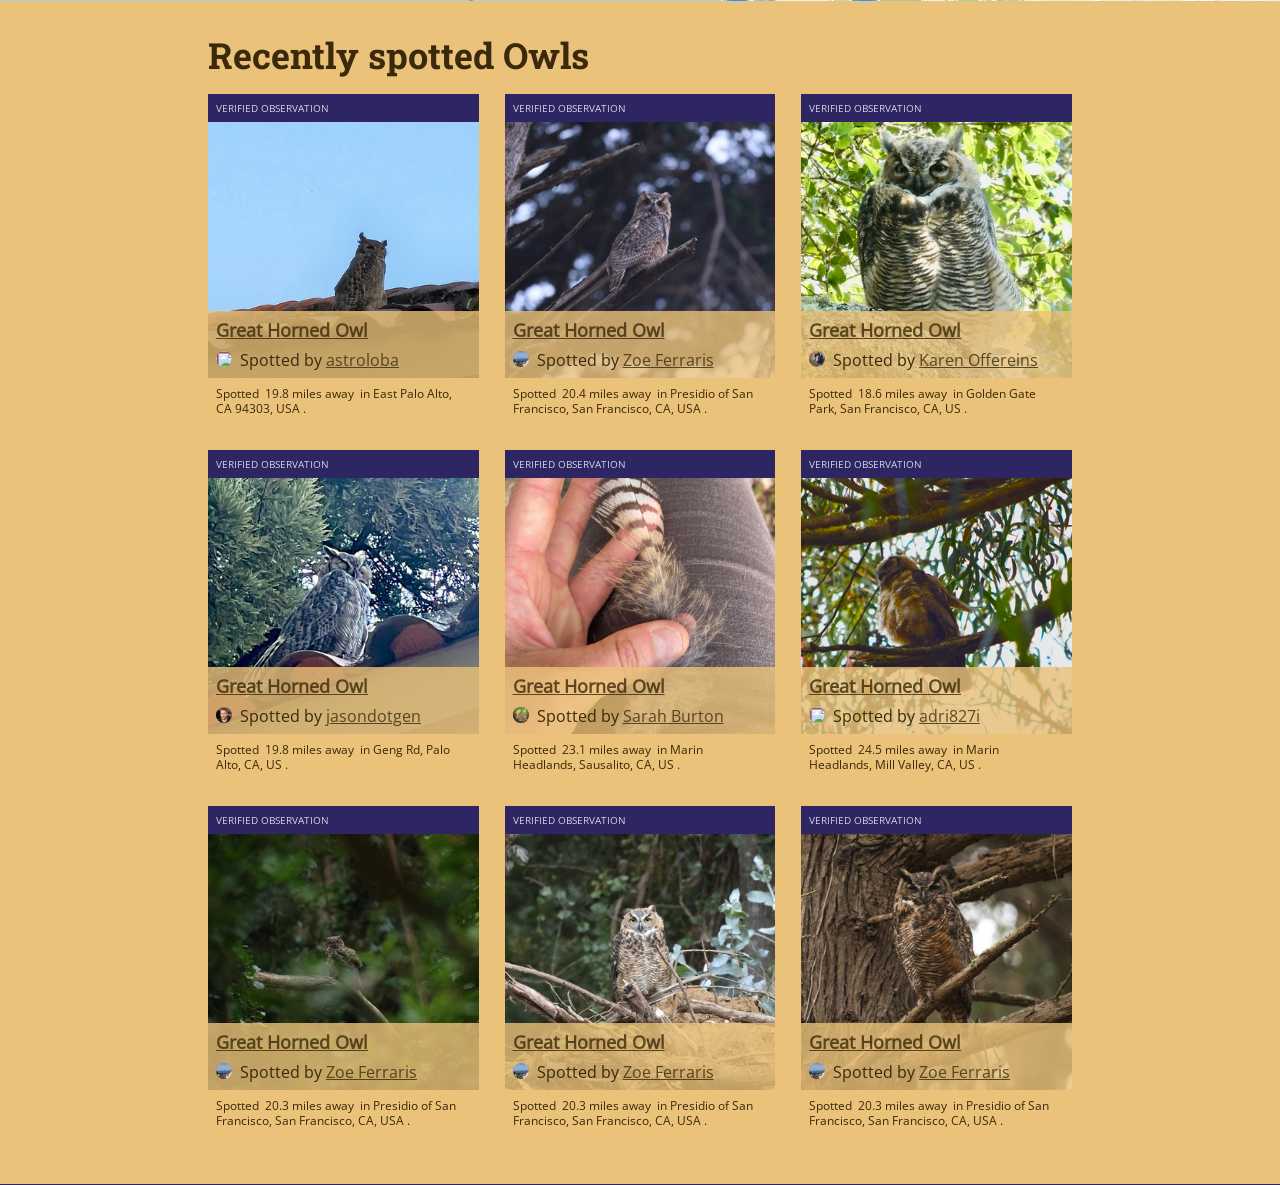 Recently spotted Owls
VERIFIED OBSERVATION
Great Horned Owl
Spotted by astroloba
Spotted 19.8 miles away in East Palo Alto,
CA 94303, USA .
VERIFIED OBSERVATION
Great Horned Owl
Spotted by Zoe Ferraris
Spotted 20.4 miles away in Presidio of San
Francisco, San Francisco, CA, USA .
VERIFIED OBSERVATION
Great Horned Owl
Spotted by Karen Offereins
Spotted 18.6 miles away in Golden Gate
Park, San Francisco, CA, US .
VERIFIED OBSERVATION
Great Horned Owl
Spotted by jasondotgen
Spotted 19.8 miles away in Geng Rd, Palo
Alto, CA, US .
VERIFIED OBSERVATION
Great Horned Owl
Spotted by Sarah Burton
Spotted 23.1 miles away in Marin
Headlands, Sausalito, CA, US .
VERIFIED OBSERVATION
Great Horned Owl
Spotted by adri827i
Spotted 24.5 miles away in Marin
Headlands, Mill Valley, CA, US .
VERIFIED OBSERVATION
Great Horned Owl
Spotted by Zoe Ferraris
Spotted 20.3 miles away in Presidio of San
Francisco, San Francisco, CA, USA .
VERIFIED OBSERVATION
Great Horned Owl
Spotted by Zoe Ferraris
Spotted 20.3 miles away in Presidio of San
Francisco, San Francisco, CA, USA .
VERIFIED OBSERVATION
Great Horned Owl
Spotted by Zoe Ferraris
Spotted 20.3 miles away in Presidio of San
Francisco, San Francisco, CA, USA .